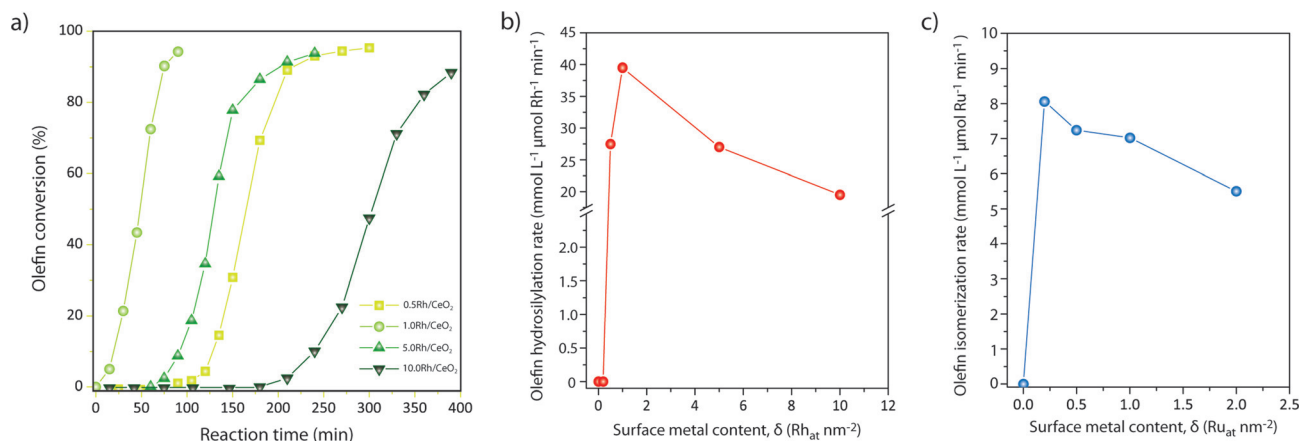 a)
Olefin conversion (%)
100
80
60
40
20
0
0 50 100 150 200 250 300 350 400
Reaction time (min)
0.5Rh/CeO₂
1.0Rh/CeO₂
5.0Rh/CeO₂
10.0Rh/CeO₂
b)
Olefin hydrosilylation rate (mmol L⁻¹ μmol Rh⁻¹ min⁻¹)
45
40
35
30
25
20
2.0
1.5
1.0
0.5
0
0 2 4 6 8 10 12
Surface metal content, δ (Rhₐₜ nm⁻²)
c)
Olefin isomerization rate (mmol L⁻¹ μmol Ru⁻¹ min⁻¹)
10
9
8
7
6
5
4
3
2
1
0
0.0 0.5 1.0 1.5 2.0 2.5
Surface metal content, δ (Ruₐₜ nm⁻²)